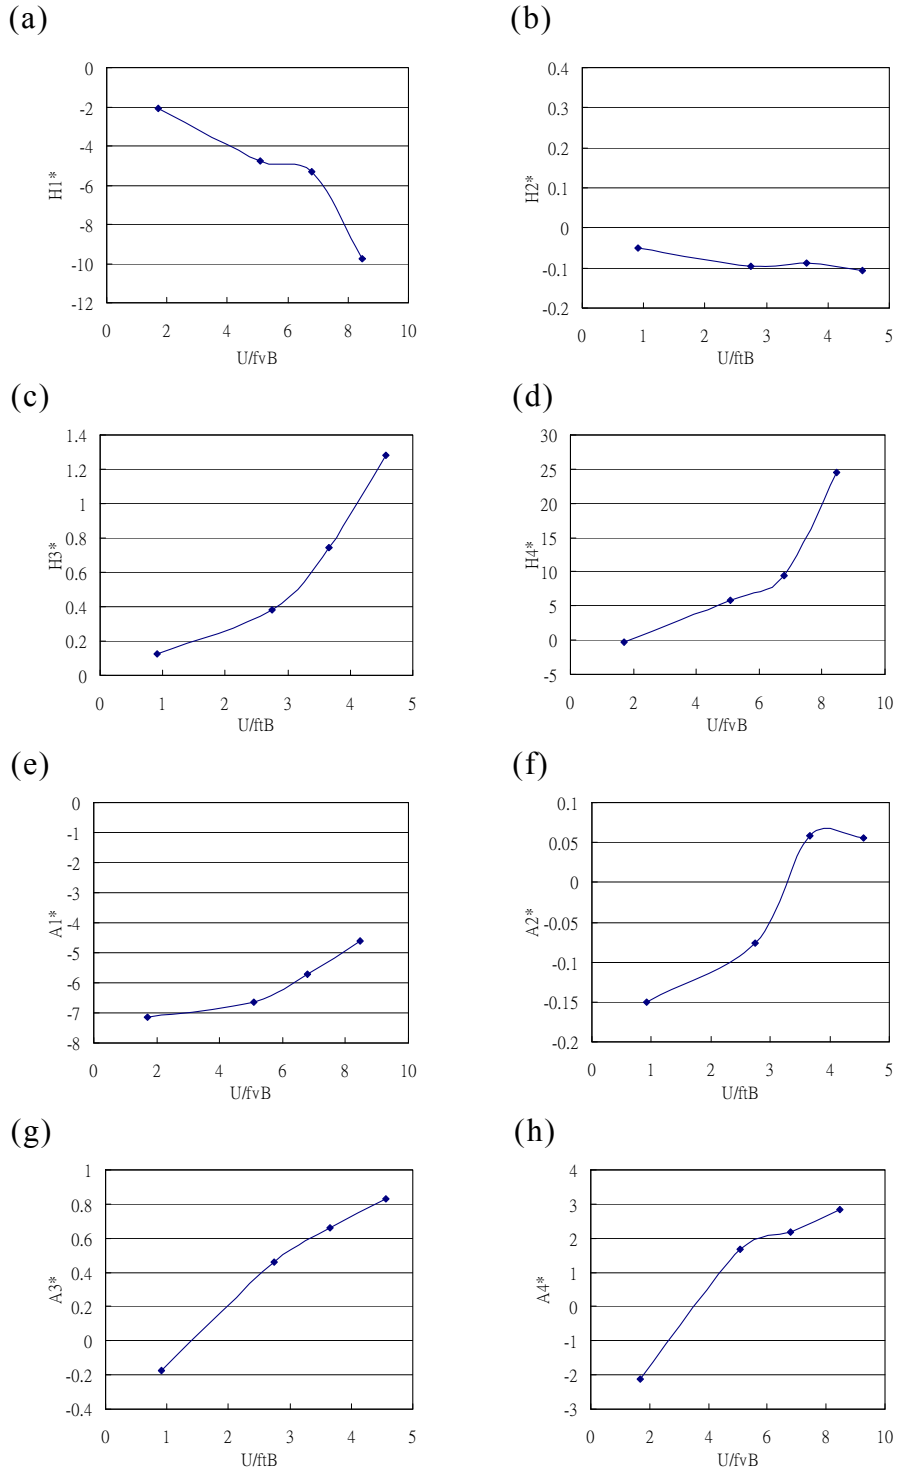 (a)
0
-2
-4
-6
-8
-10
-12
H1*
0 2 4 6 8 10
U/fvB
(b)
0.4
0.3
0.2
0.1
0
-0.1
-0.2
H2*
0 1 2 3 4 5
U/ftB
(c)
1.4
1.2
1
0.8
0.6
0.4
0.2
0
H3*
0 1 2 3 4 5
U/ftB
(d)
30
25
20
15
10
5
0
-5
H4*
0 2 4 6 8 10
U/fvB
(e)
0
-1
-2
-3
-4
-5
-6
-7
-8
A1*
0 2 4 6 8 10
U/fvB
(f)
0.1
0.05
0
-0.05
-0.1
-0.15
-0.2
A2*
0 1 2 3 4 5
U/ftB
(g)
1
0.8
0.6
0.4
0.2
0
-0.2
-0.4
A3*
0 1 2 3 4 5
U/ftB
(h)
4
3
2
1
0
-1
-2
-3
A4*
0 2 4 6 8 10
U/fvB